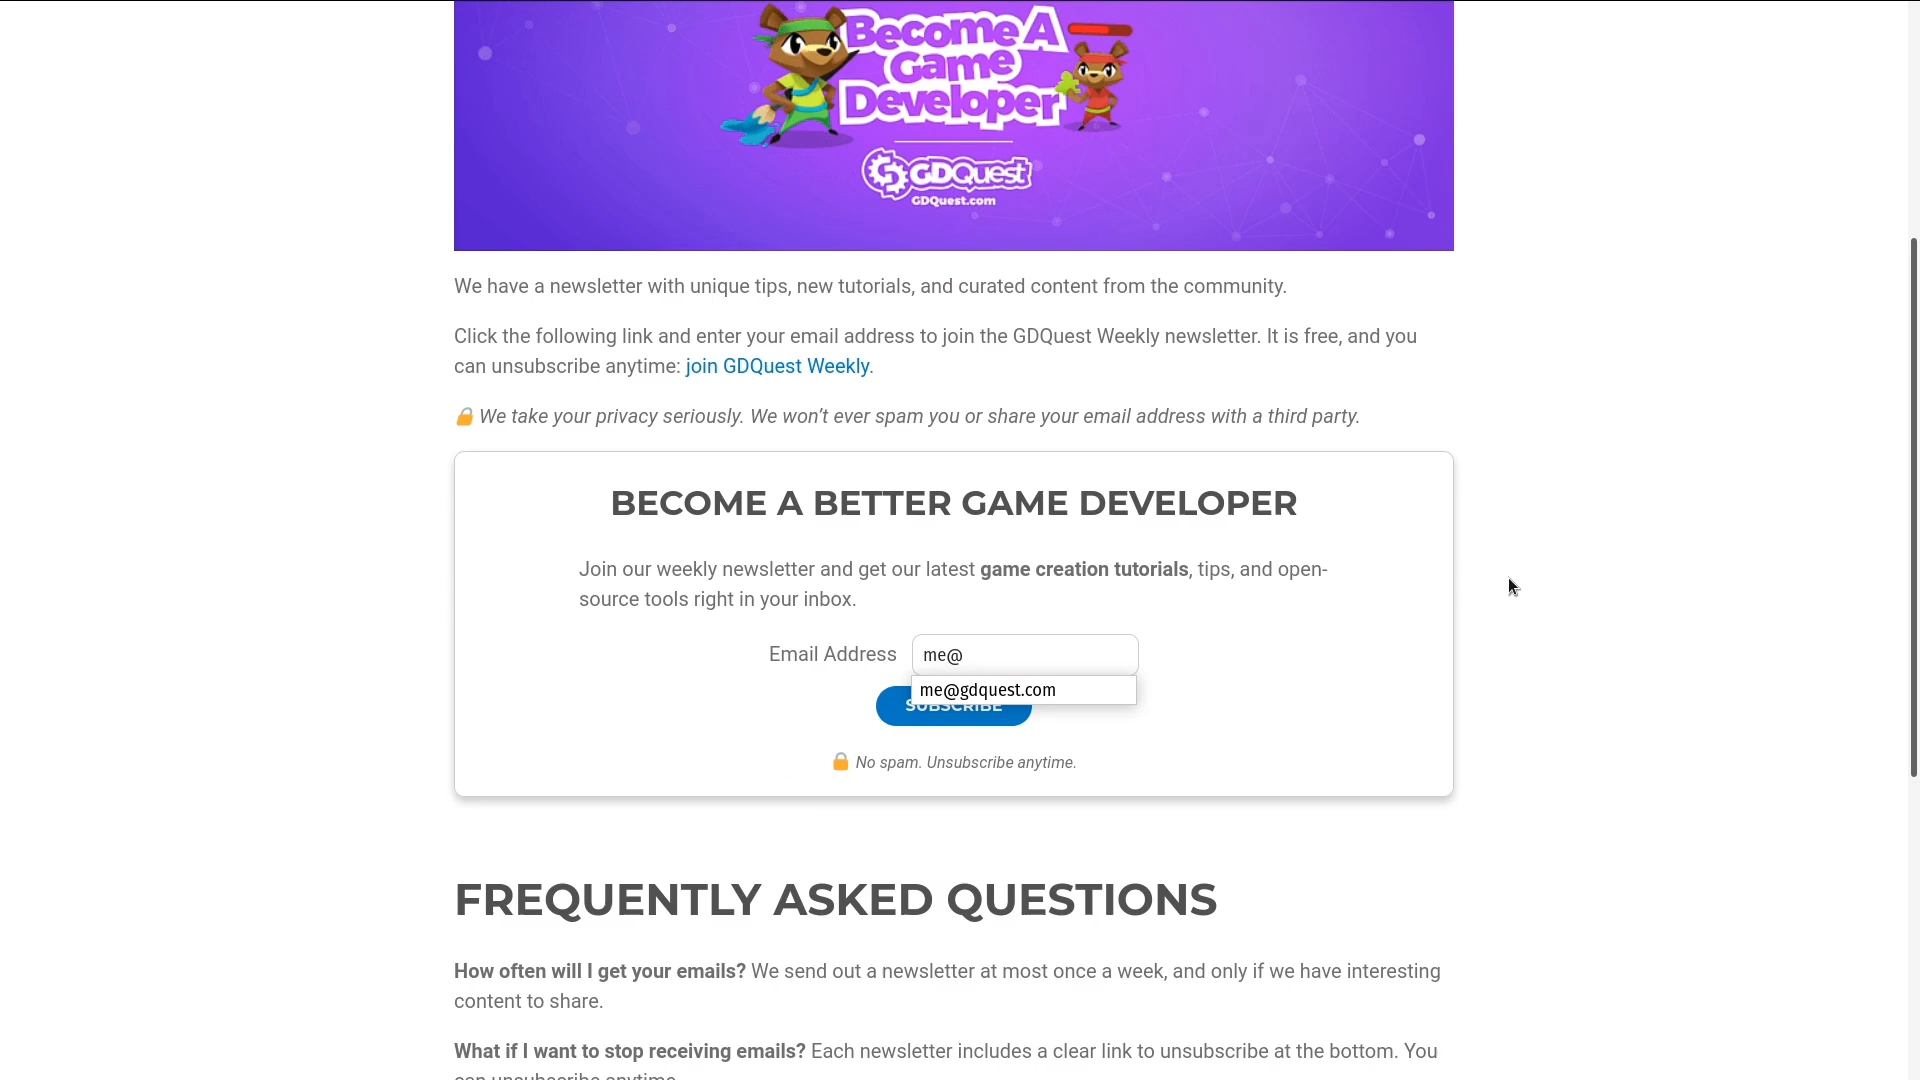 Become A
Game
Developer
GDQuest
GDQuest.com
We have a newsletter with unique tips, new tutorials, and curated content from the community.
Click the following link and enter your email address to join the GDQuest Weekly newsletter. It is free, and you
can unsubscribe anytime: join GDQuest Weekly.
We take your privacy seriously. We won’t ever spam you or share your email address with a third party.
BECOME A BETTER GAME DEVELOPER
Join our weekly newsletter and get our latest game creation tutorials, tips, and open-
source tools right in your inbox.
Email Address me@
me@gdquest.com
SUBSCRIBE
No spam. Unsubscribe anytime.
FREQUENTLY ASKED QUESTIONS
How often will I get your emails? We send out a newsletter at most once a week, and only if we have interesting
content to share.
What if I want to stop receiving emails? Each newsletter includes a clear link to unsubscribe at the bottom. You
can unsubscribe anytime.